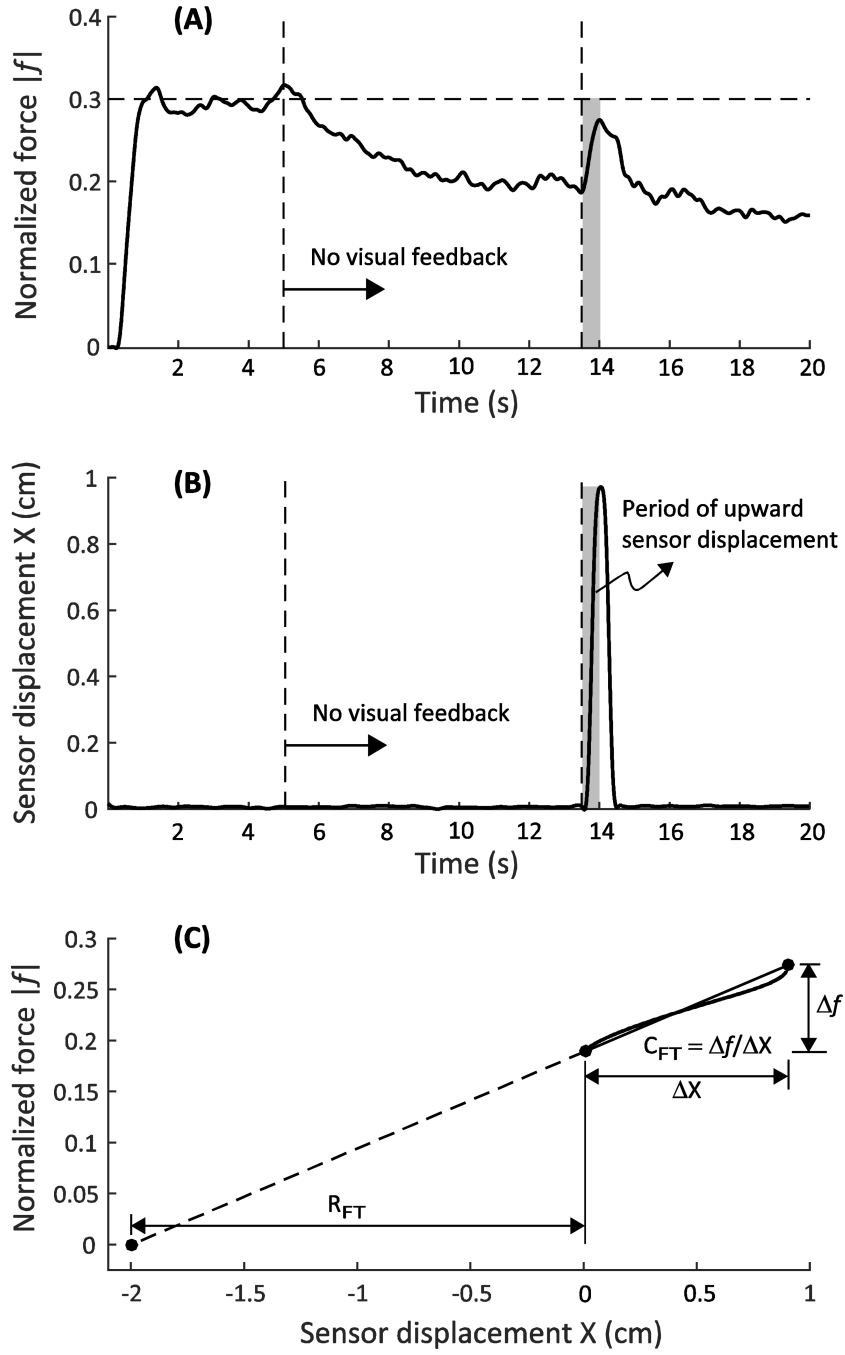 (A)
Normalized force |f|
0.4
0.3
0.2
0.1
0
No visual feedback
2 4 6 8 10 12 14 16 18 20
Time (s)
(B)
Sensor displacement X (cm)
1
0.8
0.6
0.4
0.2
0
Period of upward
sensor displacement
No visual feedback
2 4 6 8 10 12 14 16 18 20
Time (s)
(C)
Normalized force |f|
0.3
0.25
0.2
0.15
0.1
0.05
0
Δf
C_FT = Δf/ΔX
ΔX
R_FT
-2 -1.5 -1 -0.5 0 0.5 1
Sensor displacement X (cm)